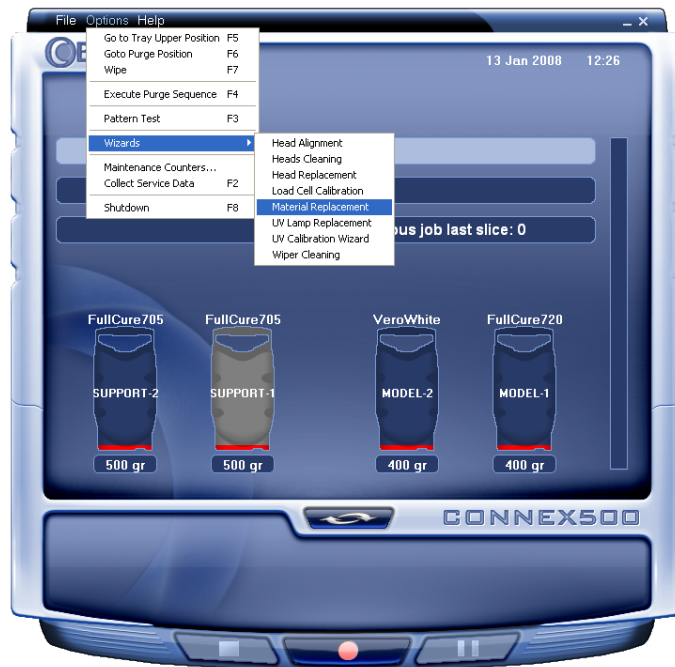 File Options Help
13 Jan 2008 12:26
Go to Tray Upper Position F5
Goto Purge Position F6
Wipe F7
Execute Purge Sequence F4
Pattern Test F3
Wizards
Maintenance Counters...
Collect Service Data F2
Shutdown F8
Head Alignment
Heads Cleaning
Head Replacement
Load Cell Calibration
Material Replacement
UV Lamp Replacement
UV Calibration Wizard
Wiper Cleaning
job last slice: 0
FullCure705 FullCure705 VeroWhite FullCure720
SUPPORT-2 SUPPORT-1 MODEL-2 MODEL-1
500 gr 500 gr 400 gr 400 gr
CONNEX500